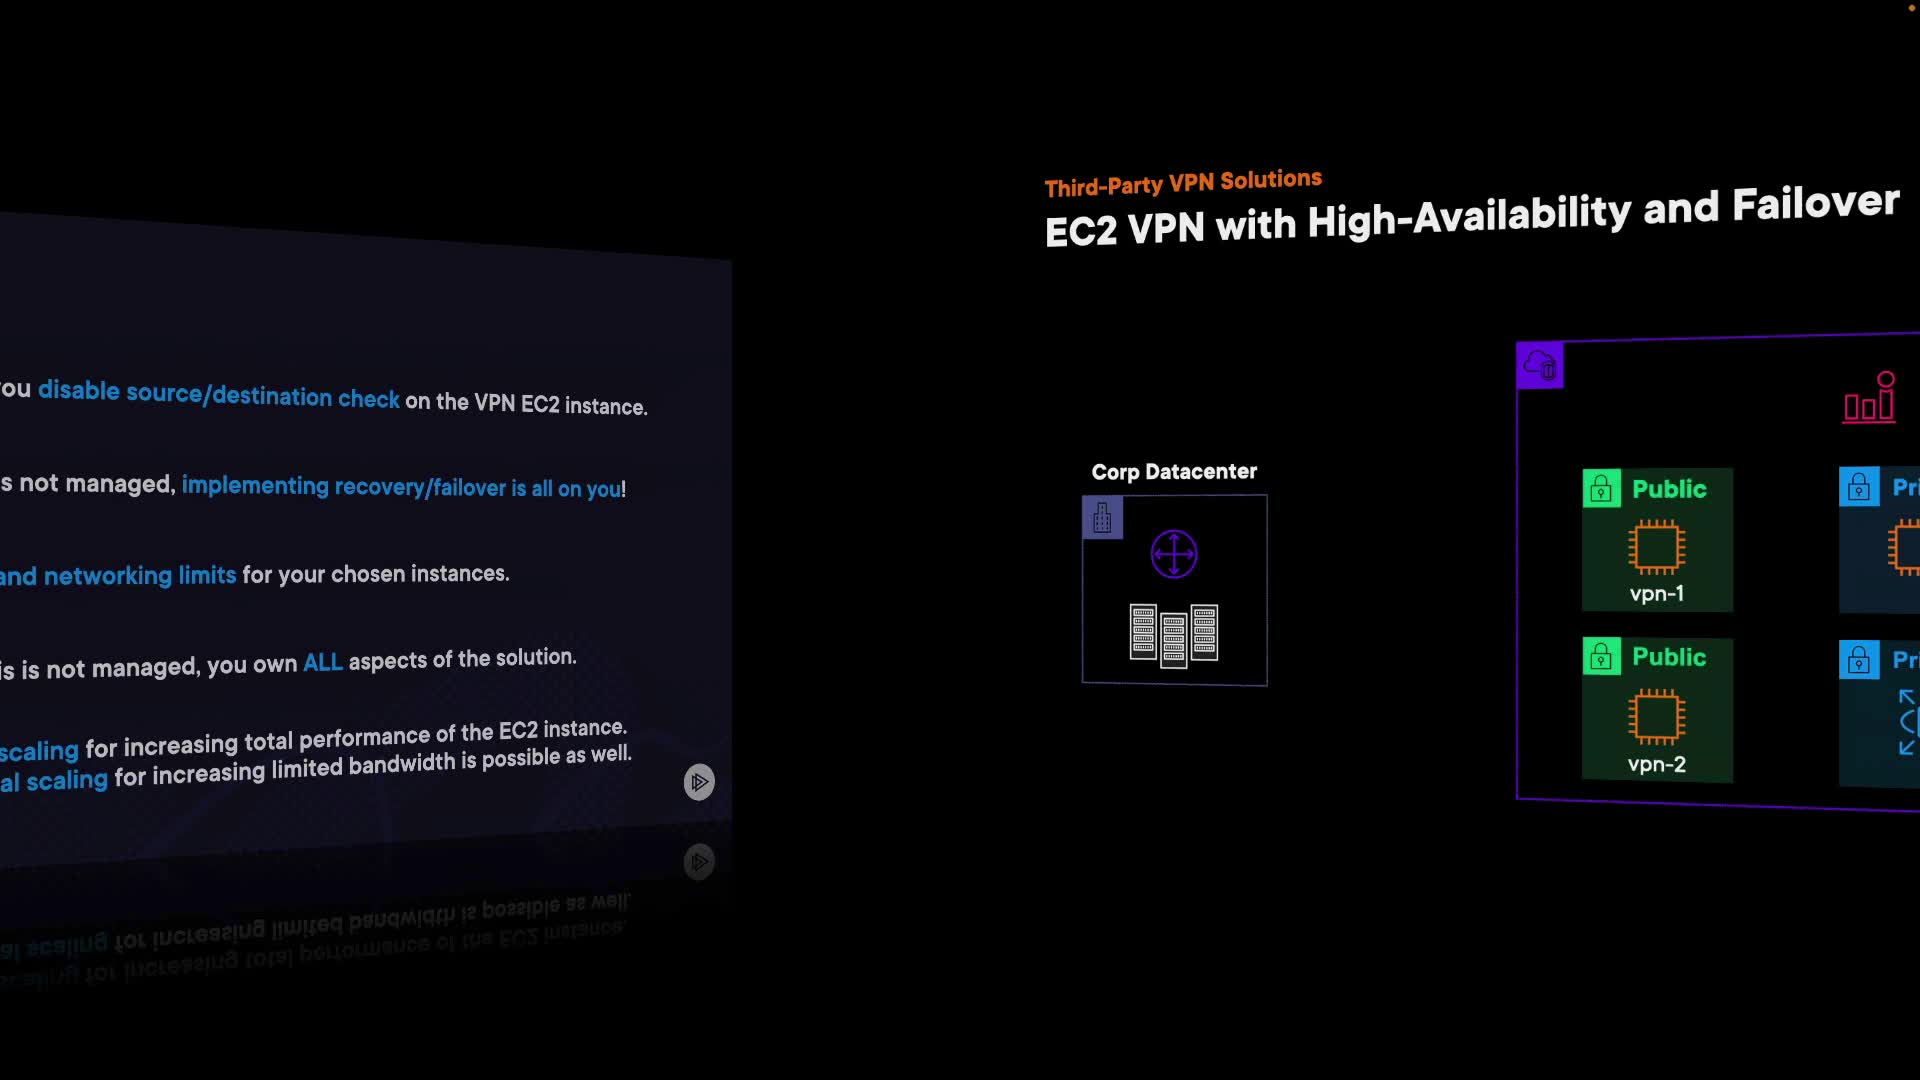 you disable source/destination check on the VPN EC2 instance.
s not managed, implementing recovery/failover is all on you!
and networking limits for your chosen instances.
is is not managed, you own ALL aspects of the solution.
scaling for increasing total performance of the EC2 instance.
al scaling for increasing limited bandwidth is possible as well.
Third-Party VPN Solutions
EC2 VPN with High-Availability and Failover
Corp Datacenter
Public
vpn-1
Public
vpn-2
Pri
Pri